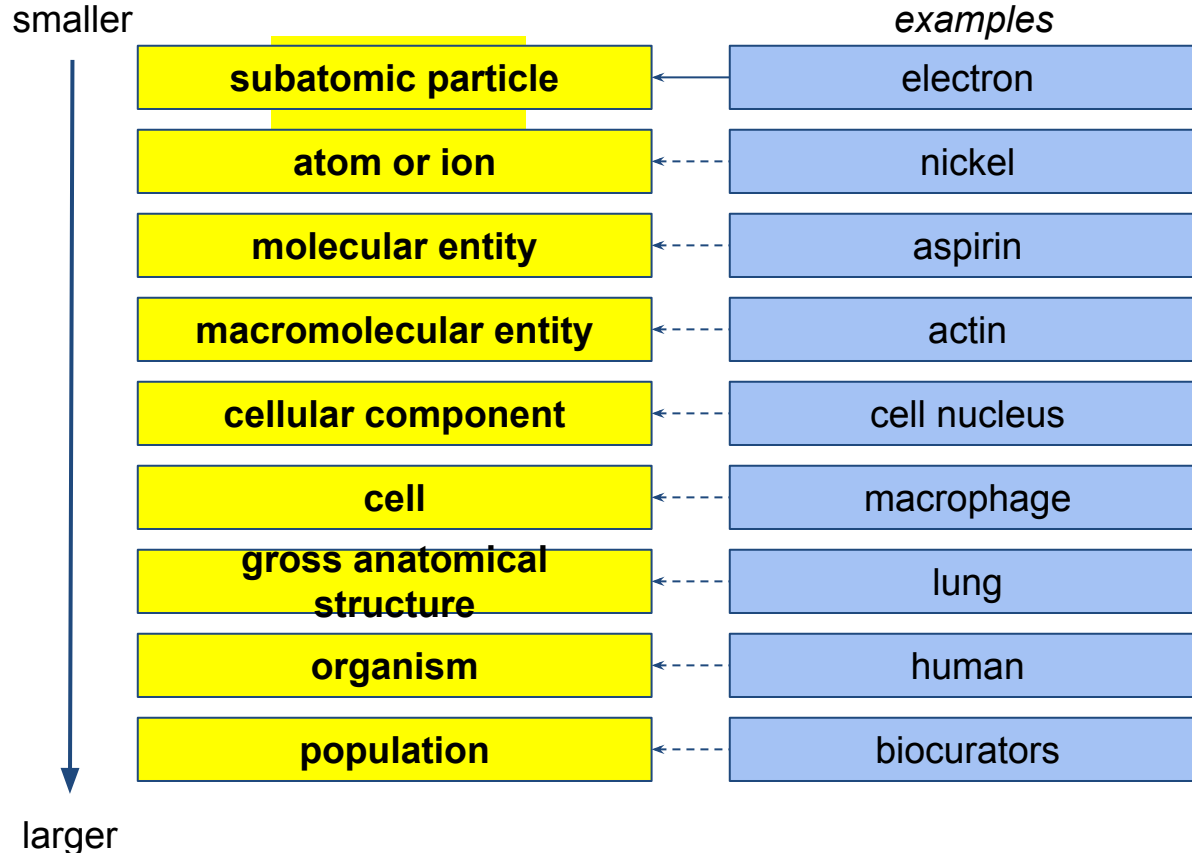 smaller
examples
subatomic particle
electron
atom or ion
nickel
molecular entity
aspirin
macromolecular entity
actin
cellular component
cell nucleus
cell
macrophage
gross anatomical
structure
lung
organism
human
population
biocurators
larger